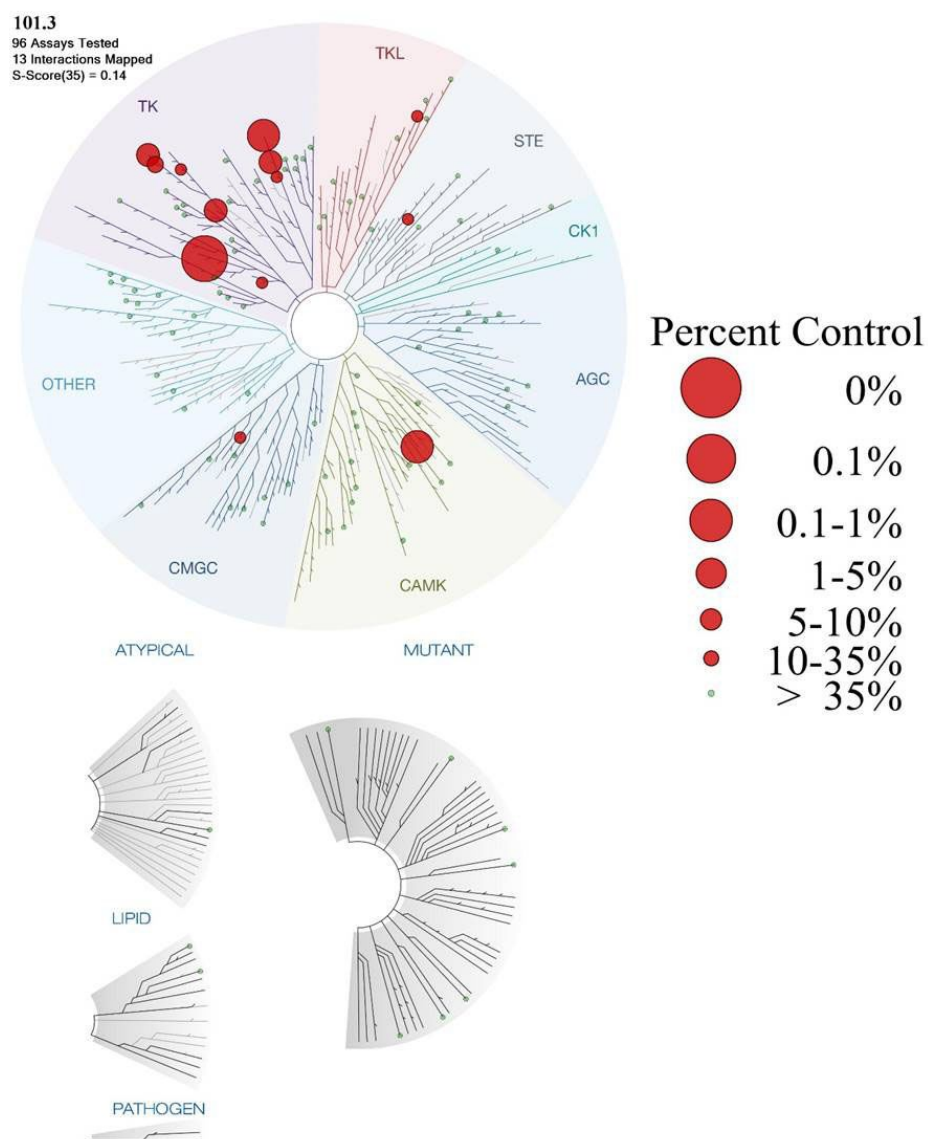 101.3
96 Assays Tested
13 Interactions Mapped
S-Score(35) = 0.14
TK
TKL
STE
CK1
AGC
OTHER
CMGC
CAMK
Percent Control
0%
0.1%
0.1-1%
1-5%
5-10%
10-35%
> 35%
ATYPICAL
MUTANT
LIPID
PATHOGEN